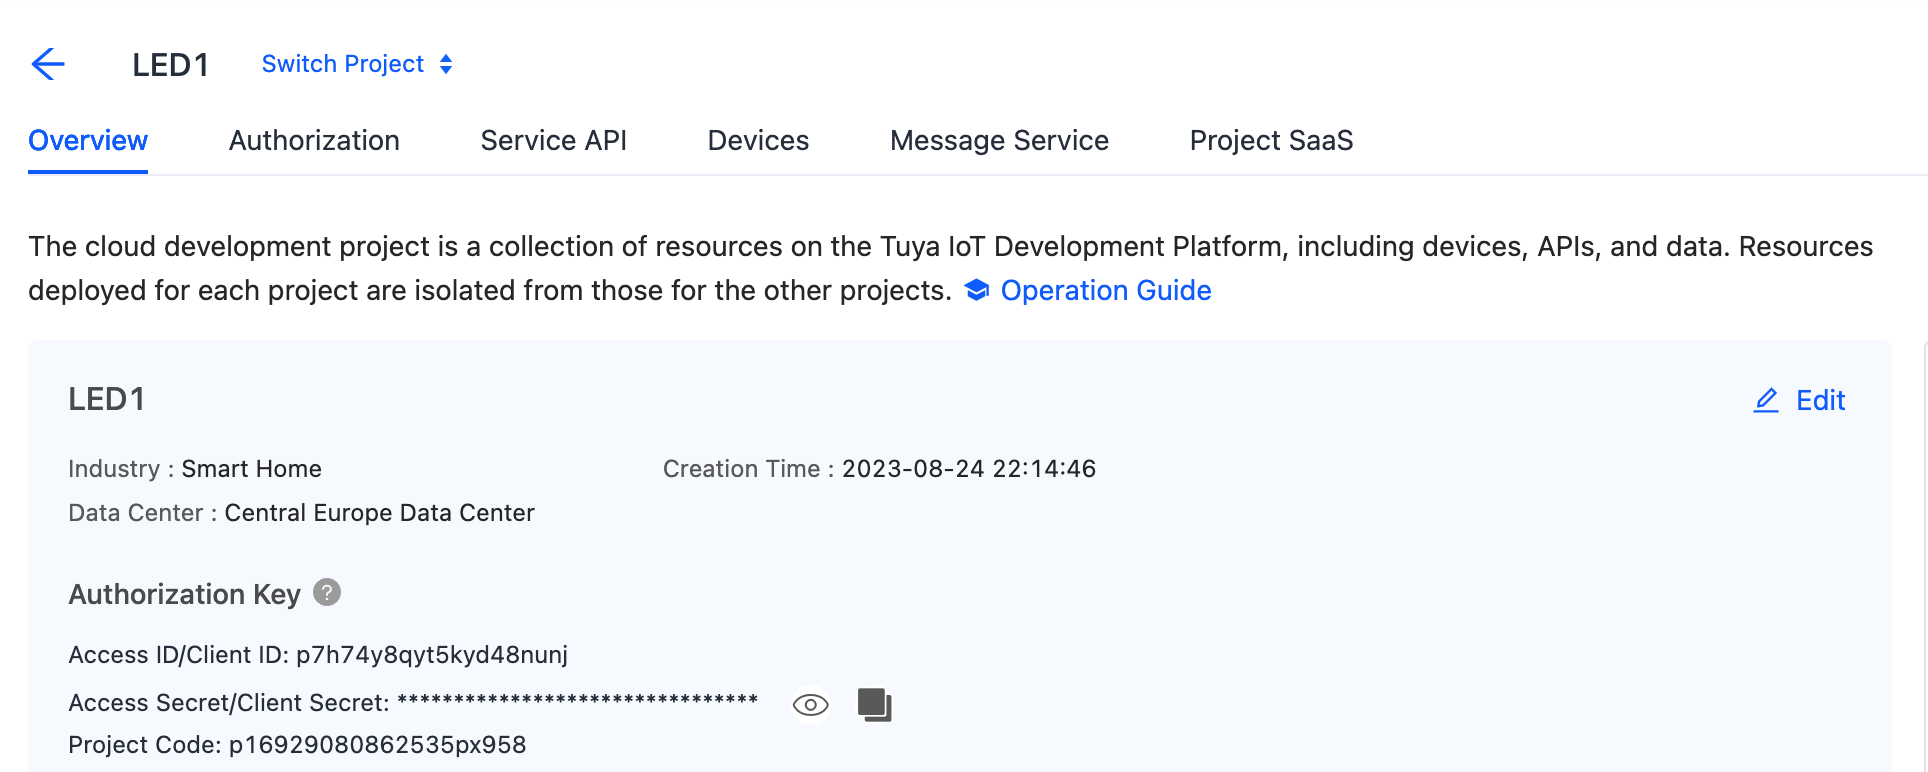 LED1 Switch Project
Overview Authorization Service API Devices Message Service Project SaaS
The cloud development project is a collection of resources on the Tuya IoT Development Platform, including devices, APIs, and data. Resources
deployed for each project are isolated from those for the other projects. Operation Guide
LED1 Edit
Industry : Smart Home Creation Time : 2023-08-24 22:14:46
Data Center : Central Europe Data Center
Authorization Key ?
Access ID/Client ID: p7h74y8qyt5kyd48nunj
Access Secret/Client Secret: ********************************
Project Code: p16929080862535px958